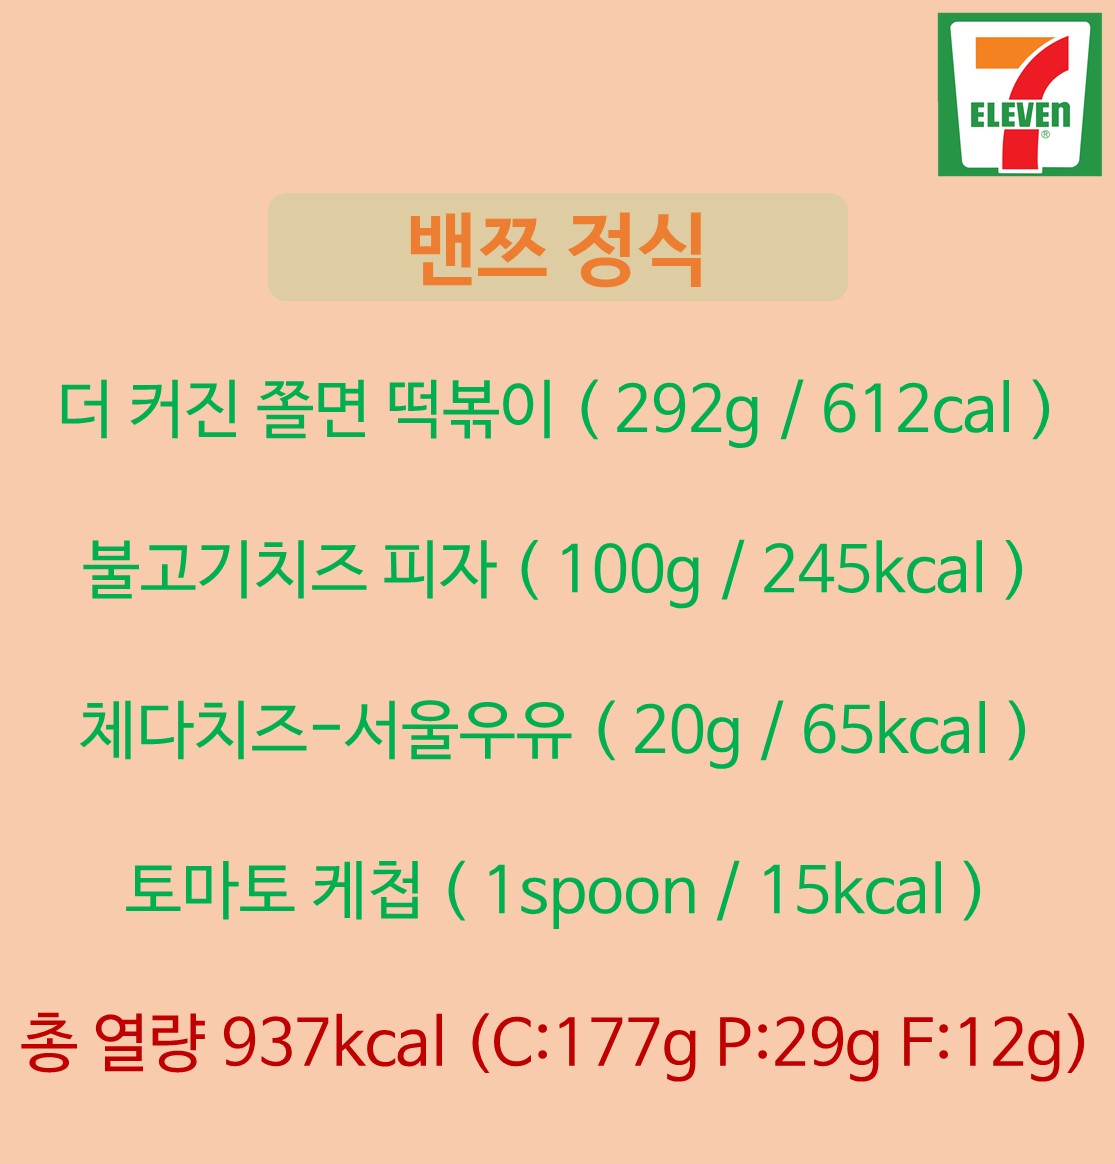 7
ELEVEn
®
밴쯔 정식
더 커진 쫄면 떡볶이 ( 292g / 612cal )
불고기치즈 피자 ( 100g / 245kcal )
체다치즈-서울우유 ( 20g / 65kcal )
토마토 케첩 ( 1spoon / 15kcal )
총 열량 937kcal (C:177g P:29g F:12g)